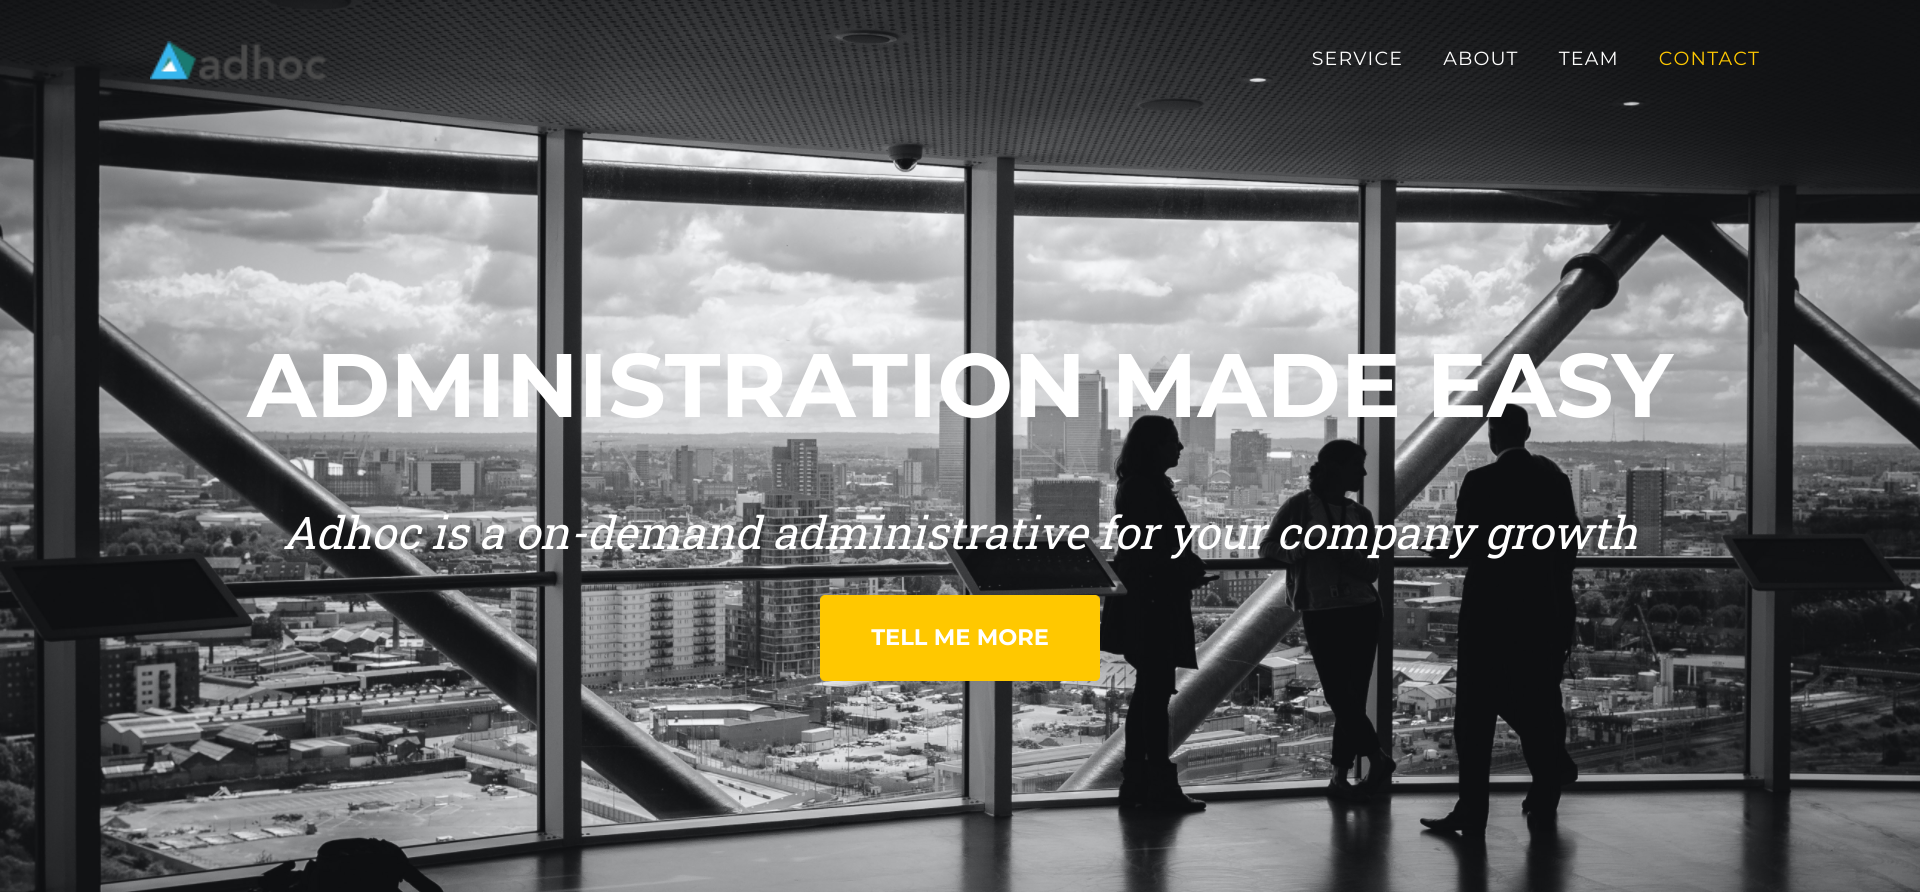 adhoc
SERVICE ABOUT TEAM CONTACT
ADMINISTRATION MADE EASY
Adhoc is a on-demand administrative for your company growth
TELL ME MORE